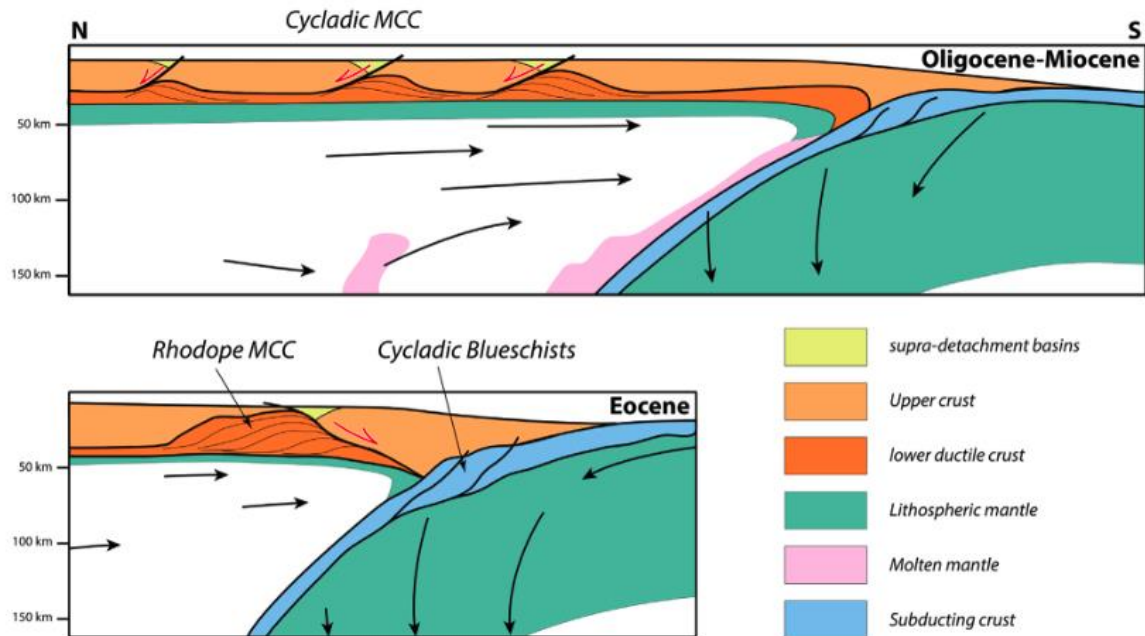 Cycladic MCC
N
S
Oligocene-Miocene
50 km
100 km
150 km
Rhodope MCC
Cycladic Blueschists
Eocene
50 km
100 km
150 km
supra-detachment basins
Upper crust
lower ductile crust
Lithospheric mantle
Molten mantle
Subducting crust